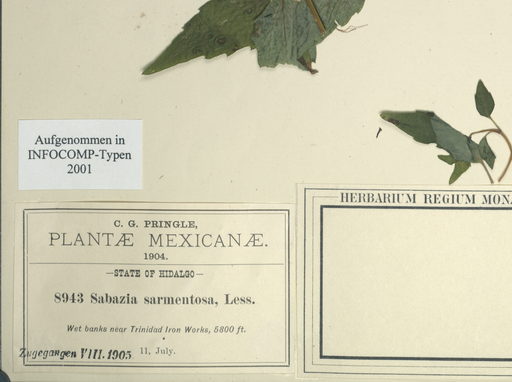 Aufgenommen in
INFOCOMP-Typen
2001
HERBARIUM REGIUM MONA
C. G. PRINGLE,
PLANTÆ MEXICANÆ.
1904.
—STATE OF HIDALGO—
8943 Sabazia sarmentosa, Less.
Wet banks near Trinidad Iron Works, 5800 ft.
Zugegangen VIII. 1905 11, July.